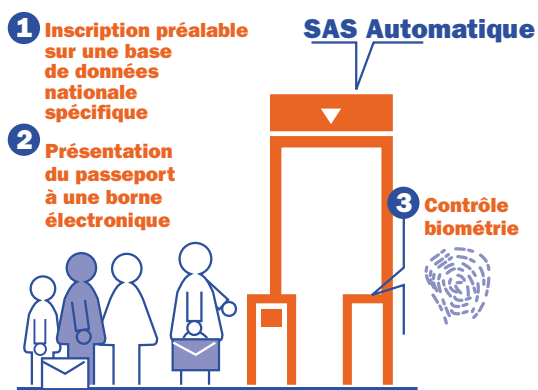 1 Inscription préalable
sur une base
de données
nationale
spécifique
2 Présentation
du passeport
à une borne
électronique
SAS Automatique
3 Contrôle
biométrie